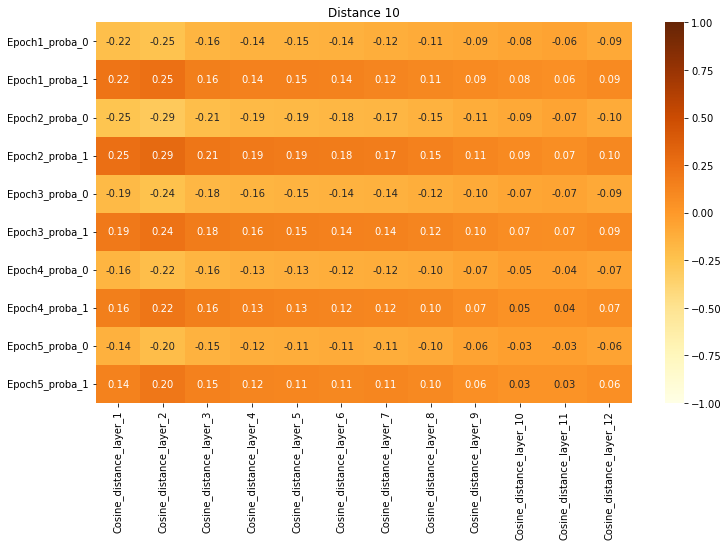 Distance 10
Epoch1_proba_0 -0.22 -0.25 -0.16 -0.14 -0.15 -0.14 -0.12 -0.11 -0.09 -0.08 -0.06 -0.09
Epoch1_proba_1 0.22 0.25 0.16 0.14 0.15 0.14 0.12 0.11 0.09 0.08 0.06 0.09
Epoch2_proba_0 -0.25 -0.29 -0.21 -0.19 -0.19 -0.18 -0.17 -0.15 -0.11 -0.09 -0.07 -0.10
Epoch2_proba_1 0.25 0.29 0.21 0.19 0.19 0.18 0.17 0.15 0.11 0.09 0.07 0.10
Epoch3_proba_0 -0.19 -0.24 -0.18 -0.16 -0.15 -0.14 -0.14 -0.12 -0.10 -0.07 -0.07 -0.09
Epoch3_proba_1 0.19 0.24 0.18 0.16 0.15 0.14 0.14 0.12 0.10 0.07 0.07 0.09
Epoch4_proba_0 -0.16 -0.22 -0.16 -0.13 -0.13 -0.12 -0.12 -0.10 -0.07 -0.05 -0.04 -0.07
Epoch4_proba_1 0.16 0.22 0.16 0.13 0.13 0.12 0.12 0.10 0.07 0.05 0.04 0.07
Epoch5_proba_0 -0.14 -0.20 -0.15 -0.12 -0.11 -0.11 -0.11 -0.10 -0.06 -0.03 -0.03 -0.06
Epoch5_proba_1 0.14 0.20 0.15 0.12 0.11 0.11 0.11 0.10 0.06 0.03 0.03 0.06
Cosine_distance_layer_1
Cosine_distance_layer_2
Cosine_distance_layer_3
Cosine_distance_layer_4
Cosine_distance_layer_5
Cosine_distance_layer_6
Cosine_distance_layer_7
Cosine_distance_layer_8
Cosine_distance_layer_9
Cosine_distance_layer_10
Cosine_distance_layer_11
Cosine_distance_layer_12
1.00
0.75
0.50
0.25
0.00
−0.25
−0.50
−0.75
−1.00